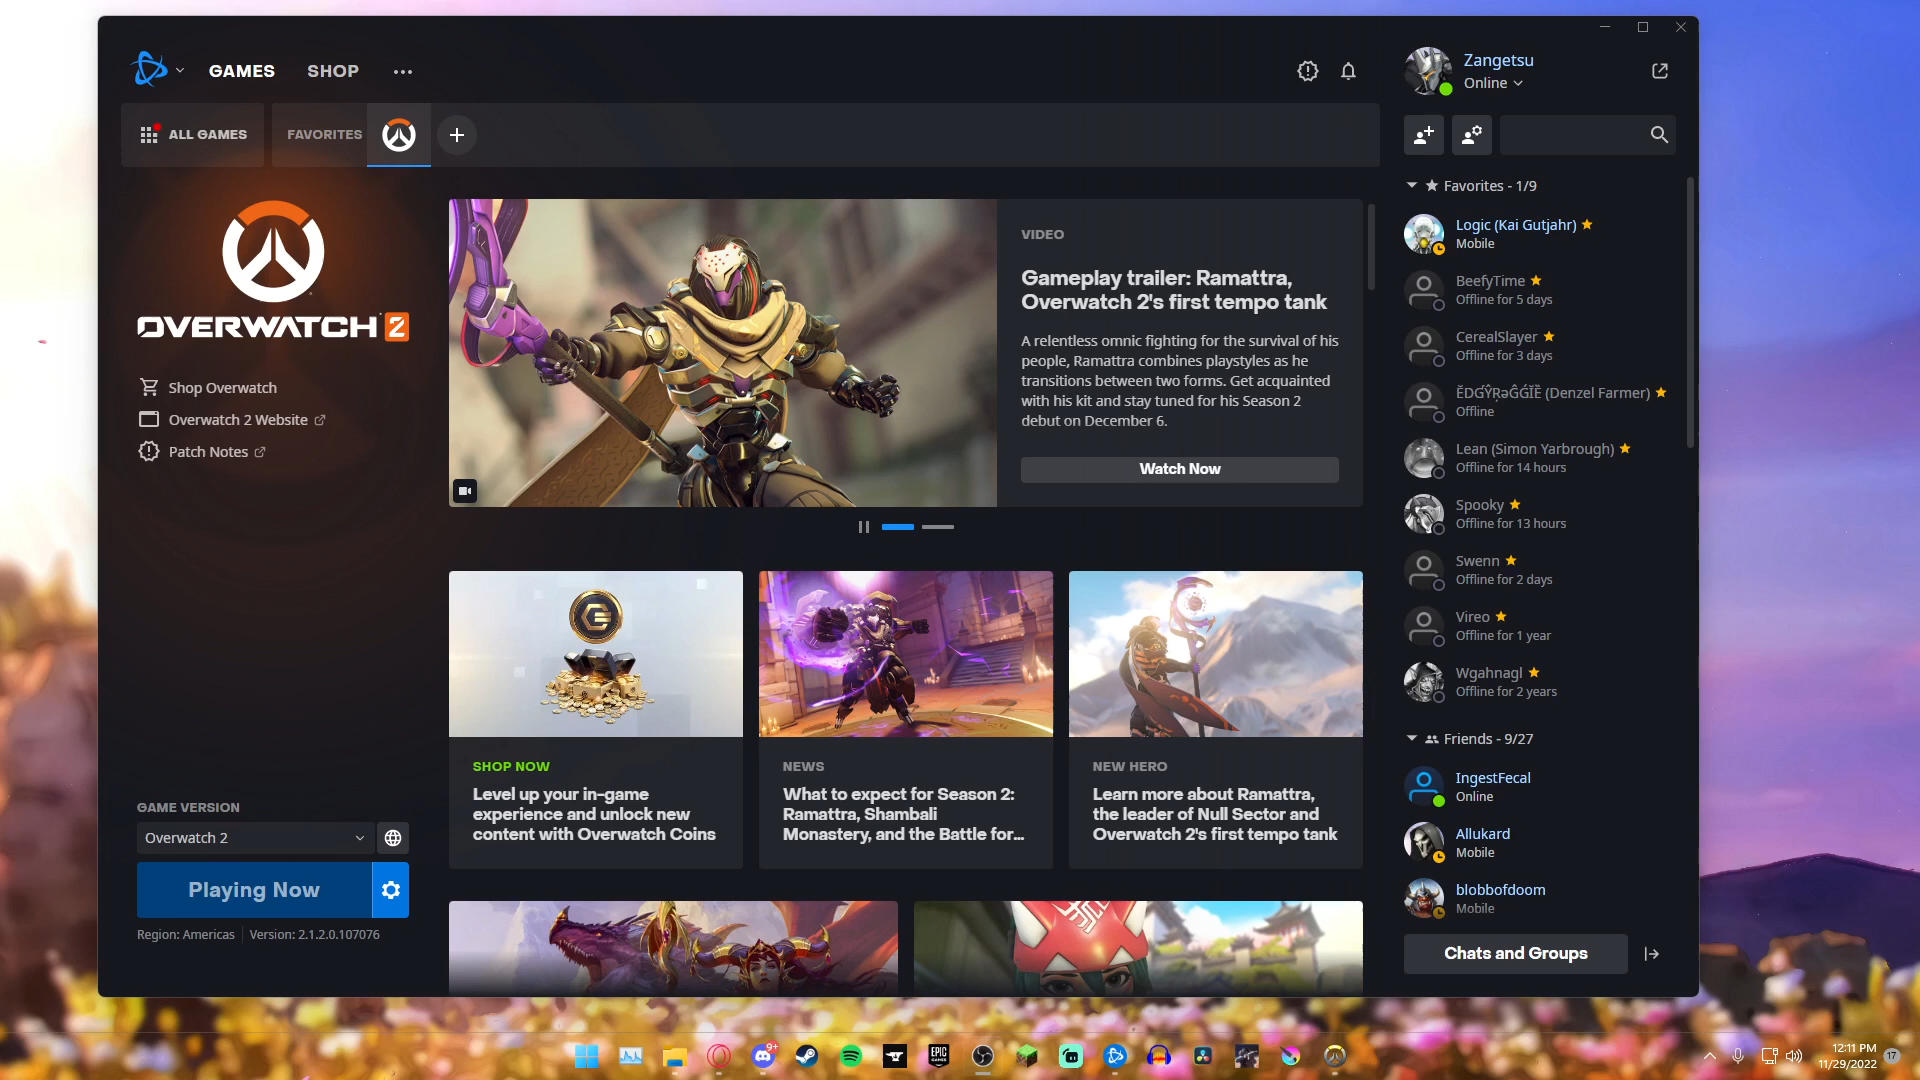 GAMES
SHOP
ALL GAMES
FAVORITES
OVERWATCH 2
Shop Overwatch
Overwatch 2 Website
Patch Notes
GAME VERSION
Overwatch 2
Playing Now
Region: Americas
Version: 2.1.2.0.107076
VIDEO
Gameplay trailer: Ramattra,
Overwatch 2's first tempo tank
A relentless omnic fighting for the survival of his
people, Ramattra combines playstyles as he
transitions between two forms. Get acquainted
with his kit and stay tuned for his Season 2
debut on December 6.
Watch Now
SHOP NOW
Level up your in-game
experience and unlock new
content with Overwatch Coins
NEWS
What to expect for Season 2:
Ramattra, Shambali
Monastery, and the Battle for...
NEW HERO
Learn more about Ramattra,
the leader of Null Sector and
Overwatch 2's first tempo tank
Zangetsu
Online
Favorites - 1/9
Logic (Kai Gutjahr)
Mobile
BeefyTime
Offline for 5 days
CerealSlayer
Offline for 3 days
(Denzel Farmer)
Offline
Lean (Simon Yarbrough)
Offline for 14 hours
Spooky
Offline for 13 hours
Swenn
Offline for 2 days
Vireo
Offline for 1 year
Wgahnagl
Offline for 2 years
Friends - 9/27
IngestFecal
Online
Allukard
Mobile
blobbofdoom
Mobile
Chats and Groups
9+
EPIC
GAMES
12:11 PM
11/29/2022
17